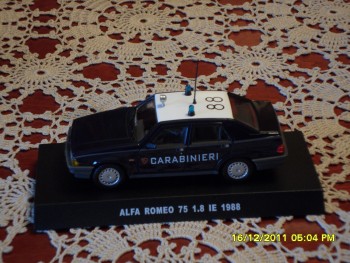 88
CARABINIERI
ALFA ROMEO 75 1.8 IE 1988
16/12/2011 05:04 PM